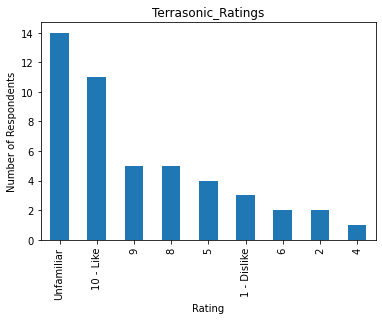 Terrasonic_Ratings
Number of Respondents
14
12
10
8
6
4
2
0
Unfamiliar
10 - Like
9
8
5
1 - Dislike
6
2
4
Rating